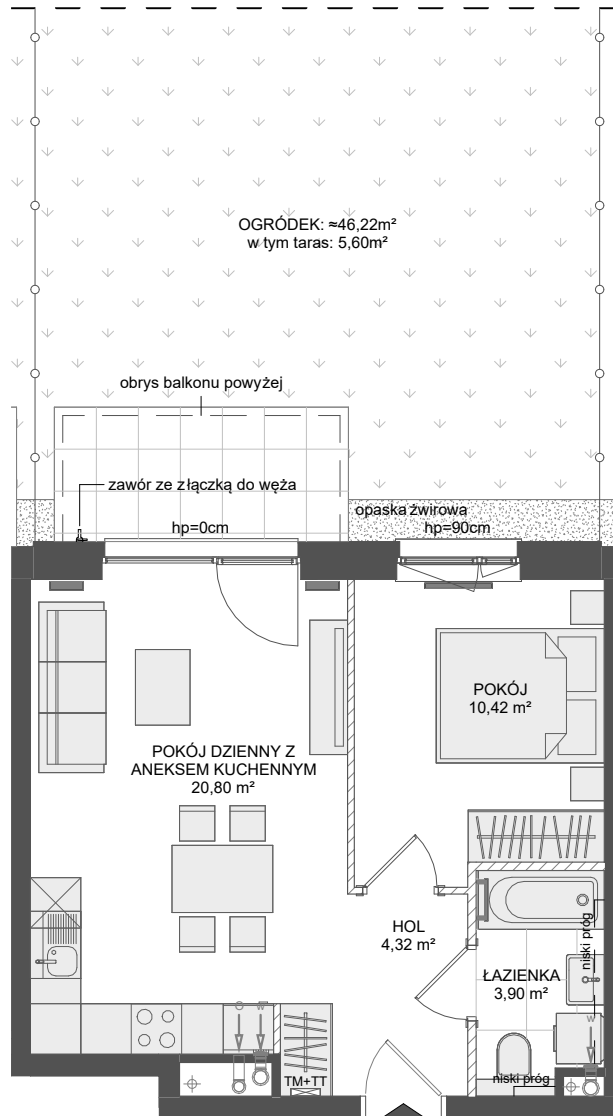 OGRÓDEK: ≈46,22m²
w tym taras: 5,60m²
obrys balkonu powyżej
zawór ze złączką do węża
opaska żwirowa
hp=0cm
hp=90cm
POKÓJ
10,42 m²
POKÓJ DZIENNY Z
ANEKSEM KUCHENNYM
20,80 m²
HOL
4,32 m²
niski próg
ŁAZIENKA
3,90 m²
O
W
W
TM+TT
niski próg